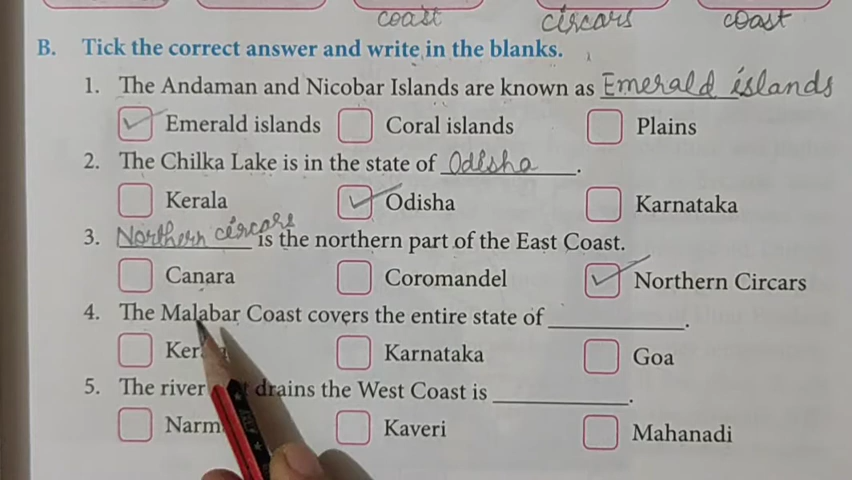 coast circars coast
B. Tick the correct answer and write in the blanks.
1. The Andaman and Nicobar Islands are known as Emerald islands
Emerald islands Coral islands Plains
2. The Chilka Lake is in the state of Odisha.
Kerala Odisha Karnataka
3. Northern circars is the northern part of the East Coast.
Canara Coromandel Northern Circars
4. The Malabar Coast covers the entire state of ____________.
Karnataka Goa
5. The river drains the West Coast is ____________.
Kaveri Mahanadi